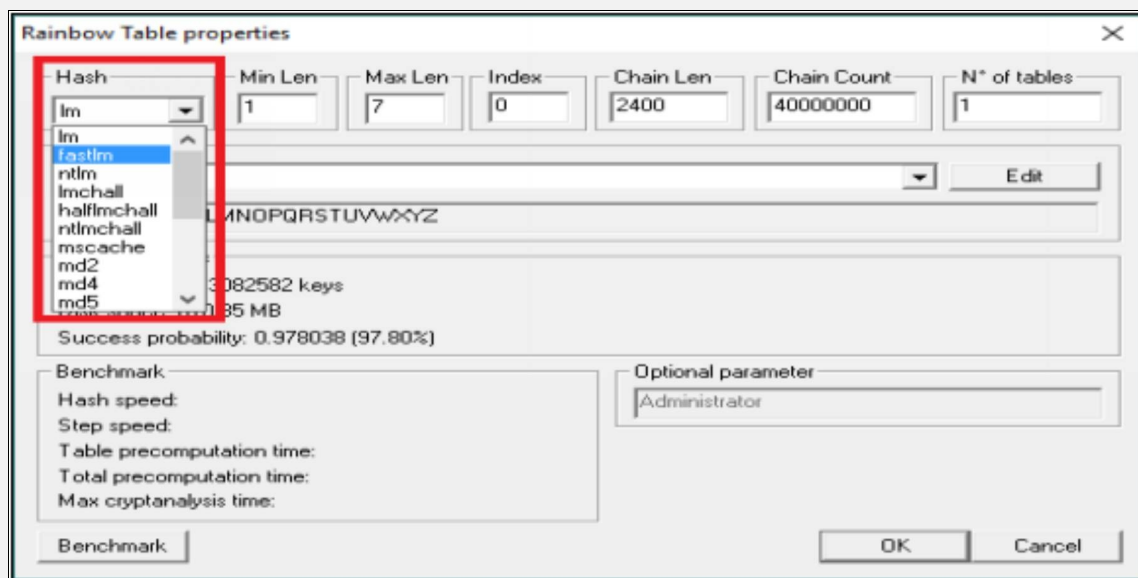 Rainbow Table properties
Hash Min Len Max Len Index Chain Len Chain Count N° of tables
lm 1 7 0 2400 40000000 1
lm
fastlm
ntlm
lmchall
halflmchall
ntlmchall
mscache
md2
md4
md5
Edit
MNOPQRSTUVWXYZ
3082582 keys
35 MB
Success probability: 0.978038 (97.80%)
Benchmark
Hash speed:
Step speed:
Table precomputation time:
Total precomputation time:
Max cryptanalysis time:
Optional parameter
Administrator
Benchmark OK Cancel